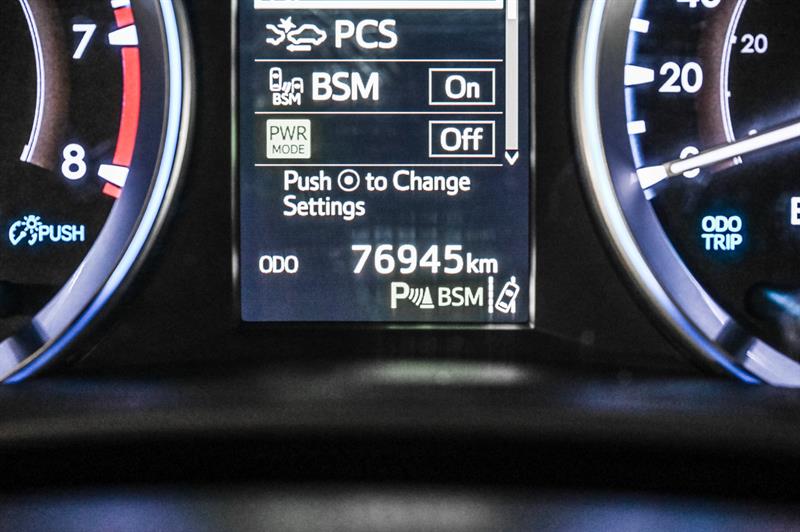 PCS
BSM
BSM On
PWR
MODE
Off
Push to Change
Settings
ODO 76945km
P BSM
7
8
PUSH
20
20
0
ODO
TRIP